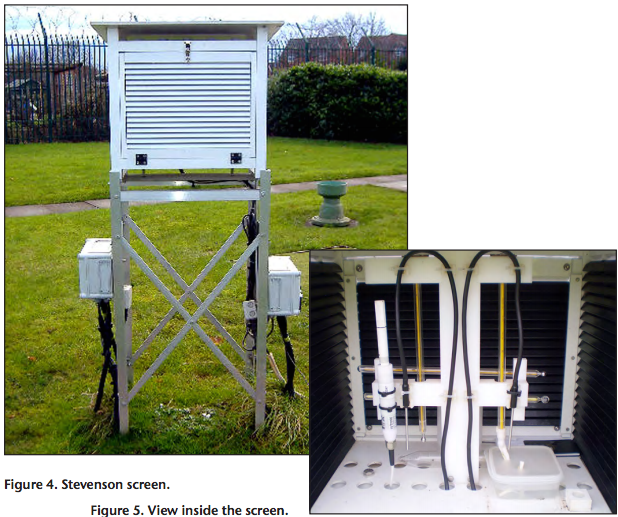 Figure 4. Stevenson screen.
Figure 5. View inside the screen.